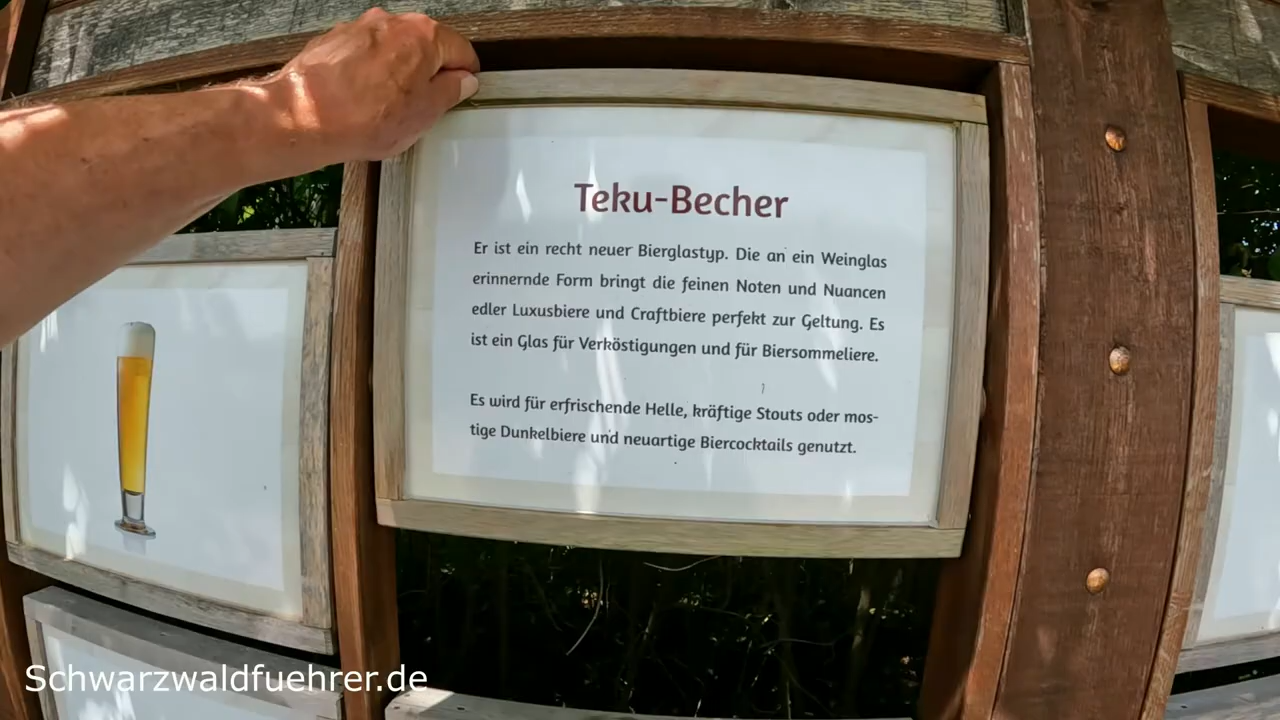 Teku-Becher
Er ist ein recht neuer Bierglastyp. Die an ein Weinglas
erinnernde Form bringt die feinen Noten und Nuancen
edler Luxusbiere und Craftbiere perfekt zur Geltung. Es
ist ein Glas für Verköstigungen und für Biersommeliere.
Es wird für erfrischende Helle, kräftige Stouts oder mos-
tige Dunkelbiere und neuartige Biercocktails genutzt.
Schwarzwaldfuehrer.de